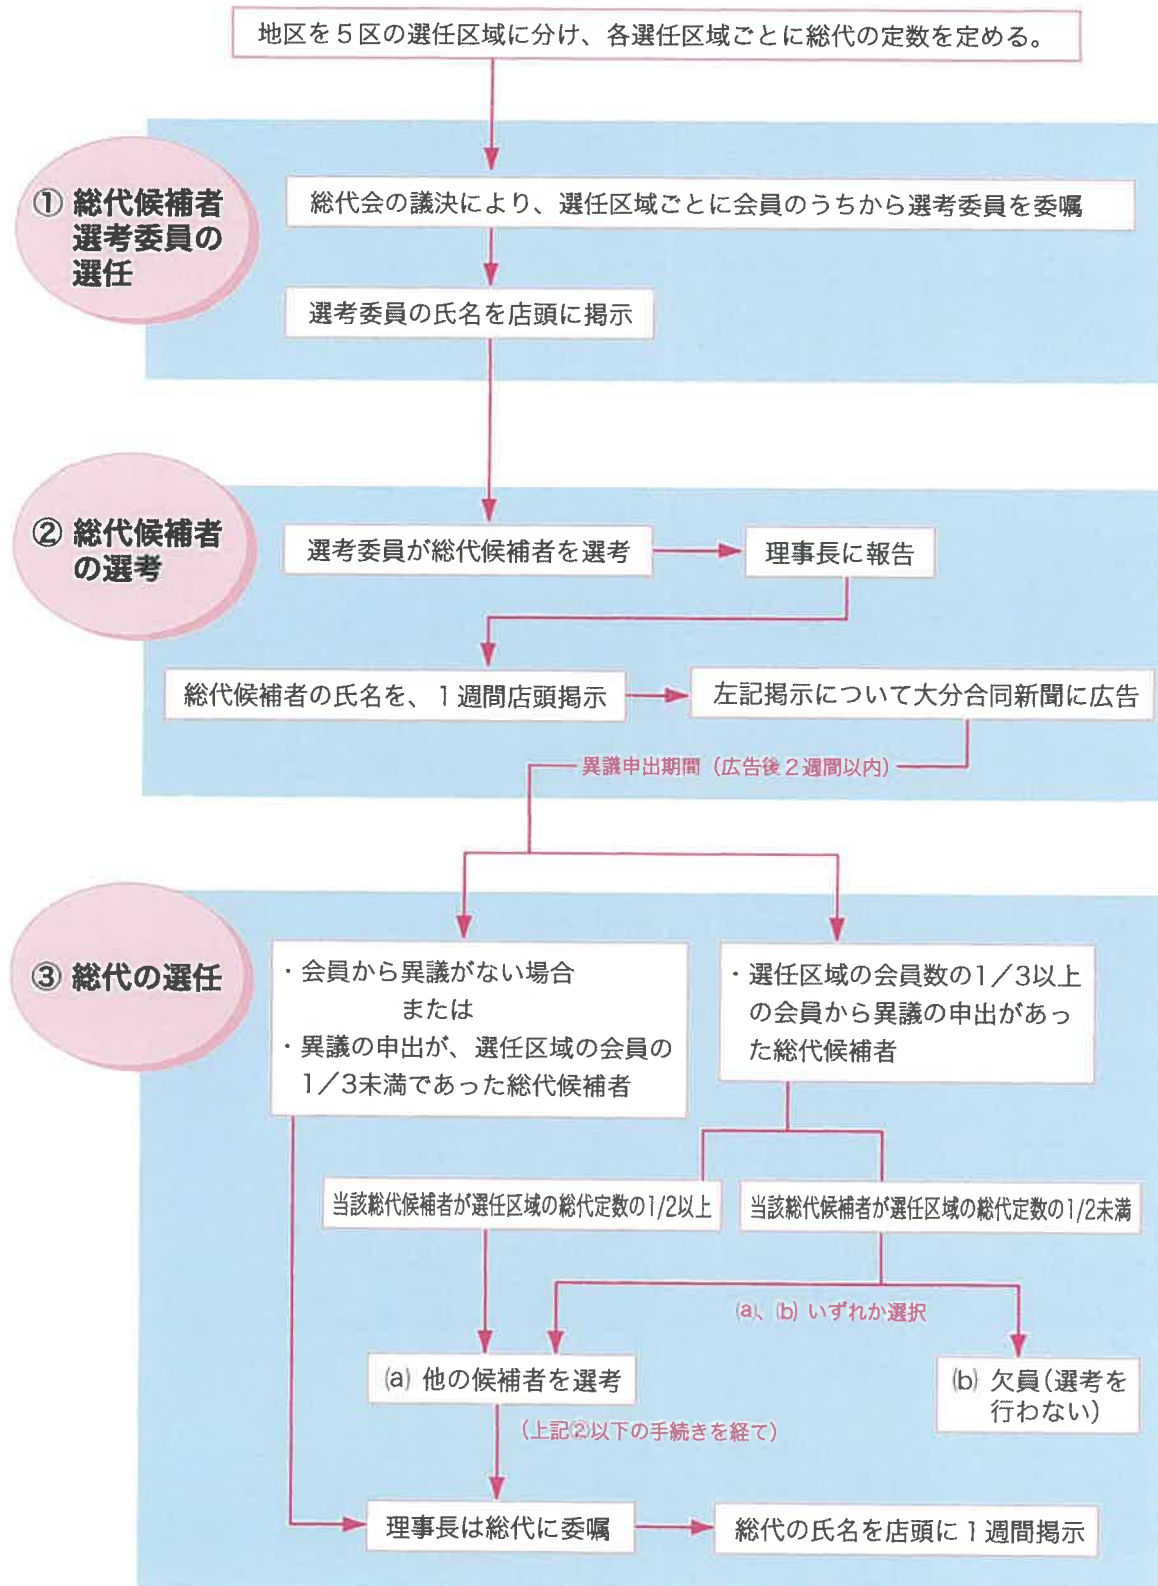 地区を5区の選任区域に分け、各選任区域ごとに総代の定数を定める。
① 総代候補者
選考委員の
選任
総代会の議決により、選任区域ごとに会員のうちから選考委員を委嘱
選考委員の氏名を店頭に掲示
② 総代候補者
の選考
選考委員が総代候補者を選考
理事長に報告
総代候補者の氏名を、1週間店頭掲示
左記掲示について大分合同新聞に広告
異議申出期間（広告後2週間以内）
③ 総代の選任
・会員から異議がない場合
または
・異議の申出が、選任区域の会員の
1／3未満であった総代候補者
・選任区域の会員数の1／3以上
の会員から異議の申出があっ
た総代候補者
当該総代候補者が選任区域の総代定数の1/2以上
当該総代候補者が選任区域の総代定数の1/2未満
(a)、(b) いずれか選択
(a) 他の候補者を選考
(b) 欠員（選考を
行わない）
（上記②以下の手続きを経て）
理事長は総代に委嘱
総代の氏名を店頭に1週間掲示